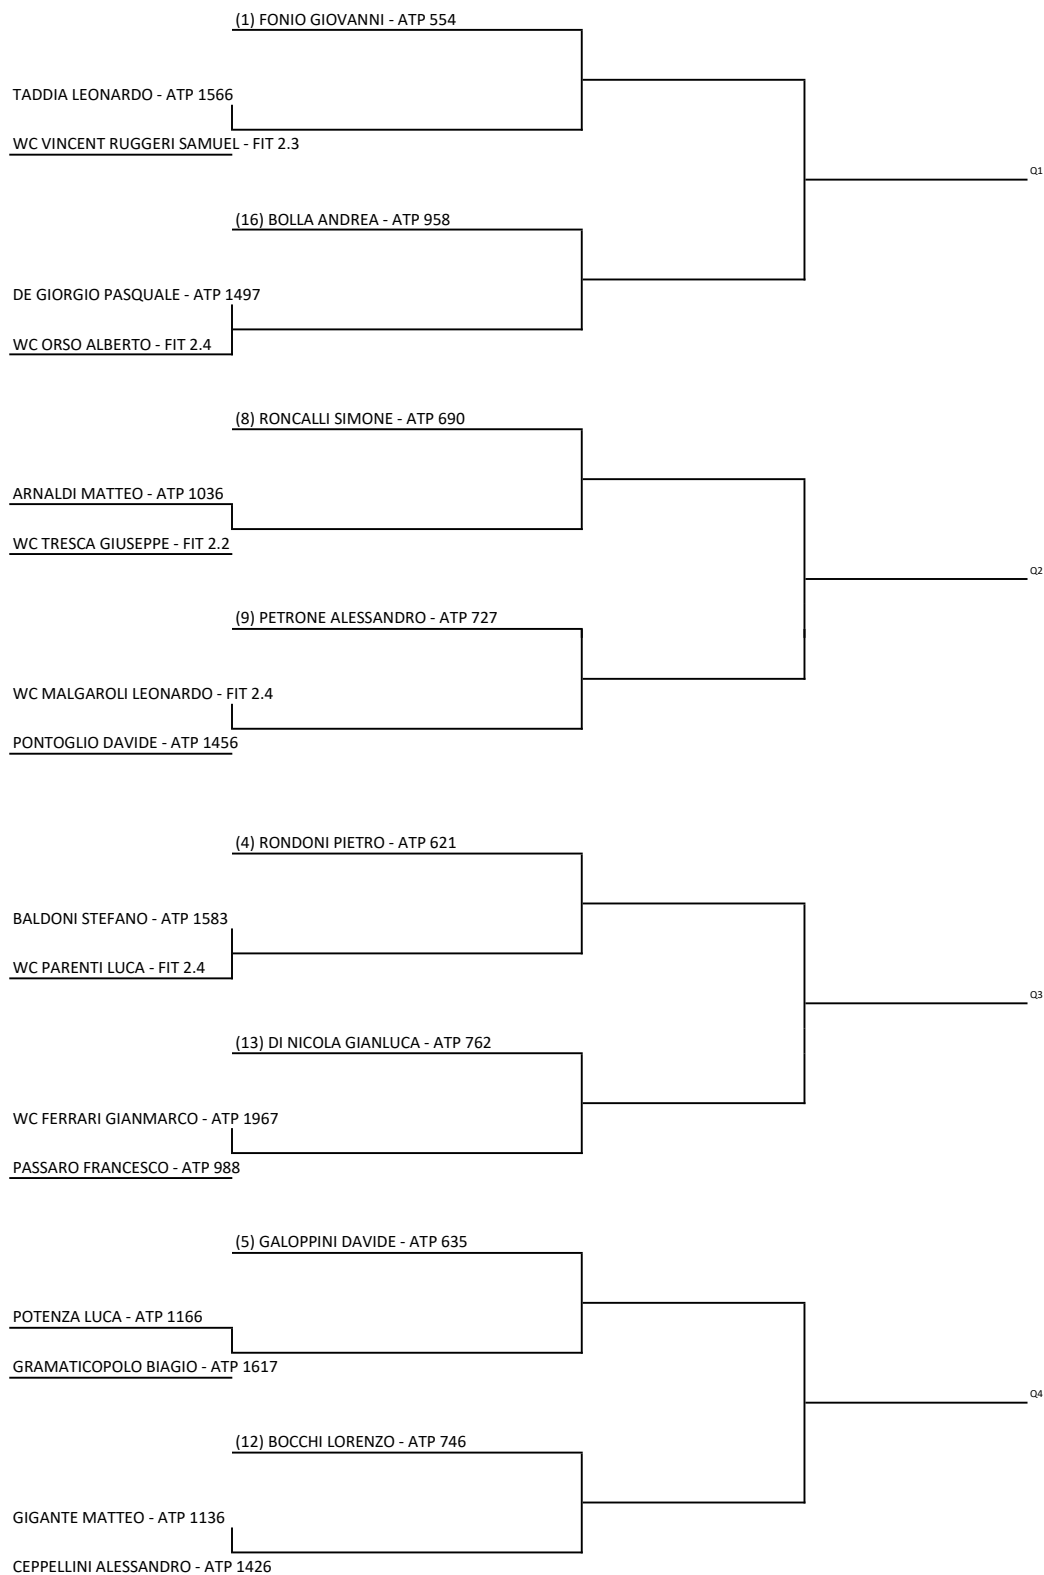 (1) FONIO GIOVANNI - ATP 554
TADDIA LEONARDO - ATP 1566
WC VINCENT RUGGERI SAMUEL - FIT 2.3
Q1
(16) BOLLA ANDREA - ATP 958
DE GIORGIO PASQUALE - ATP 1497
WC ORSO ALBERTO - FIT 2.4
(8) RONCALLI SIMONE - ATP 690
ARNALDI MATTEO - ATP 1036
WC TRESCA GIUSEPPE - FIT 2.2
Q2
(9) PETRONE ALESSANDRO - ATP 727
WC MALGAROLI LEONARDO - FIT 2.4
PONTOGLIO DAVIDE - ATP 1456
(4) RONDONI PIETRO - ATP 621
BALDONI STEFANO - ATP 1583
WC PARENTI LUCA - FIT 2.4
Q3
(13) DI NICOLA GIANLUCA - ATP 762
WC FERRARI GIANMARCO - ATP 1967
PASSARO FRANCESCO - ATP 988
(5) GALOPPINI DAVIDE - ATP 635
POTENZA LUCA - ATP 1166
GRAMATICOPOLO BIAGIO - ATP 1617
Q4
(12) BOCCHI LORENZO - ATP 746
GIGANTE MATTEO - ATP 1136
CEPPELLINI ALESSANDRO - ATP 1426